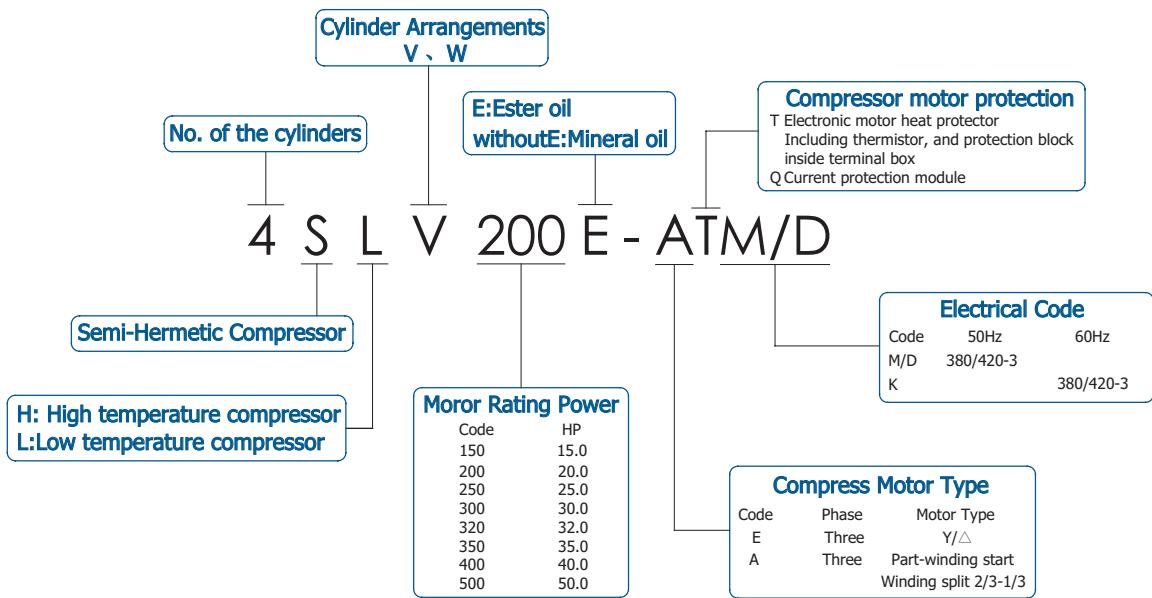 Cylinder Arrangements
V 、 W
E:Ester oil
withoutE:Mineral oil
Compressor motor protection
T Electronic motor heat protector
Including thermistor, and protection block
inside terminal box
Q Current protection module
No. of the cylinders
4 S L V 200 E - ATM/D
Semi-Hermetic Compressor
H: High temperature compressor
L:Low temperature compressor
Moror Rating Power
Code HP
150 15.0
200 20.0
250 25.0
300 30.0
320 32.0
350 35.0
400 40.0
500 50.0
Electrical Code
Code 50Hz 60Hz
M/D 380/420-3
K 380/420-3
Compress Motor Type
Code Phase Motor Type
E Three Y/△
A Three Part-winding start
Winding split 2/3-1/3